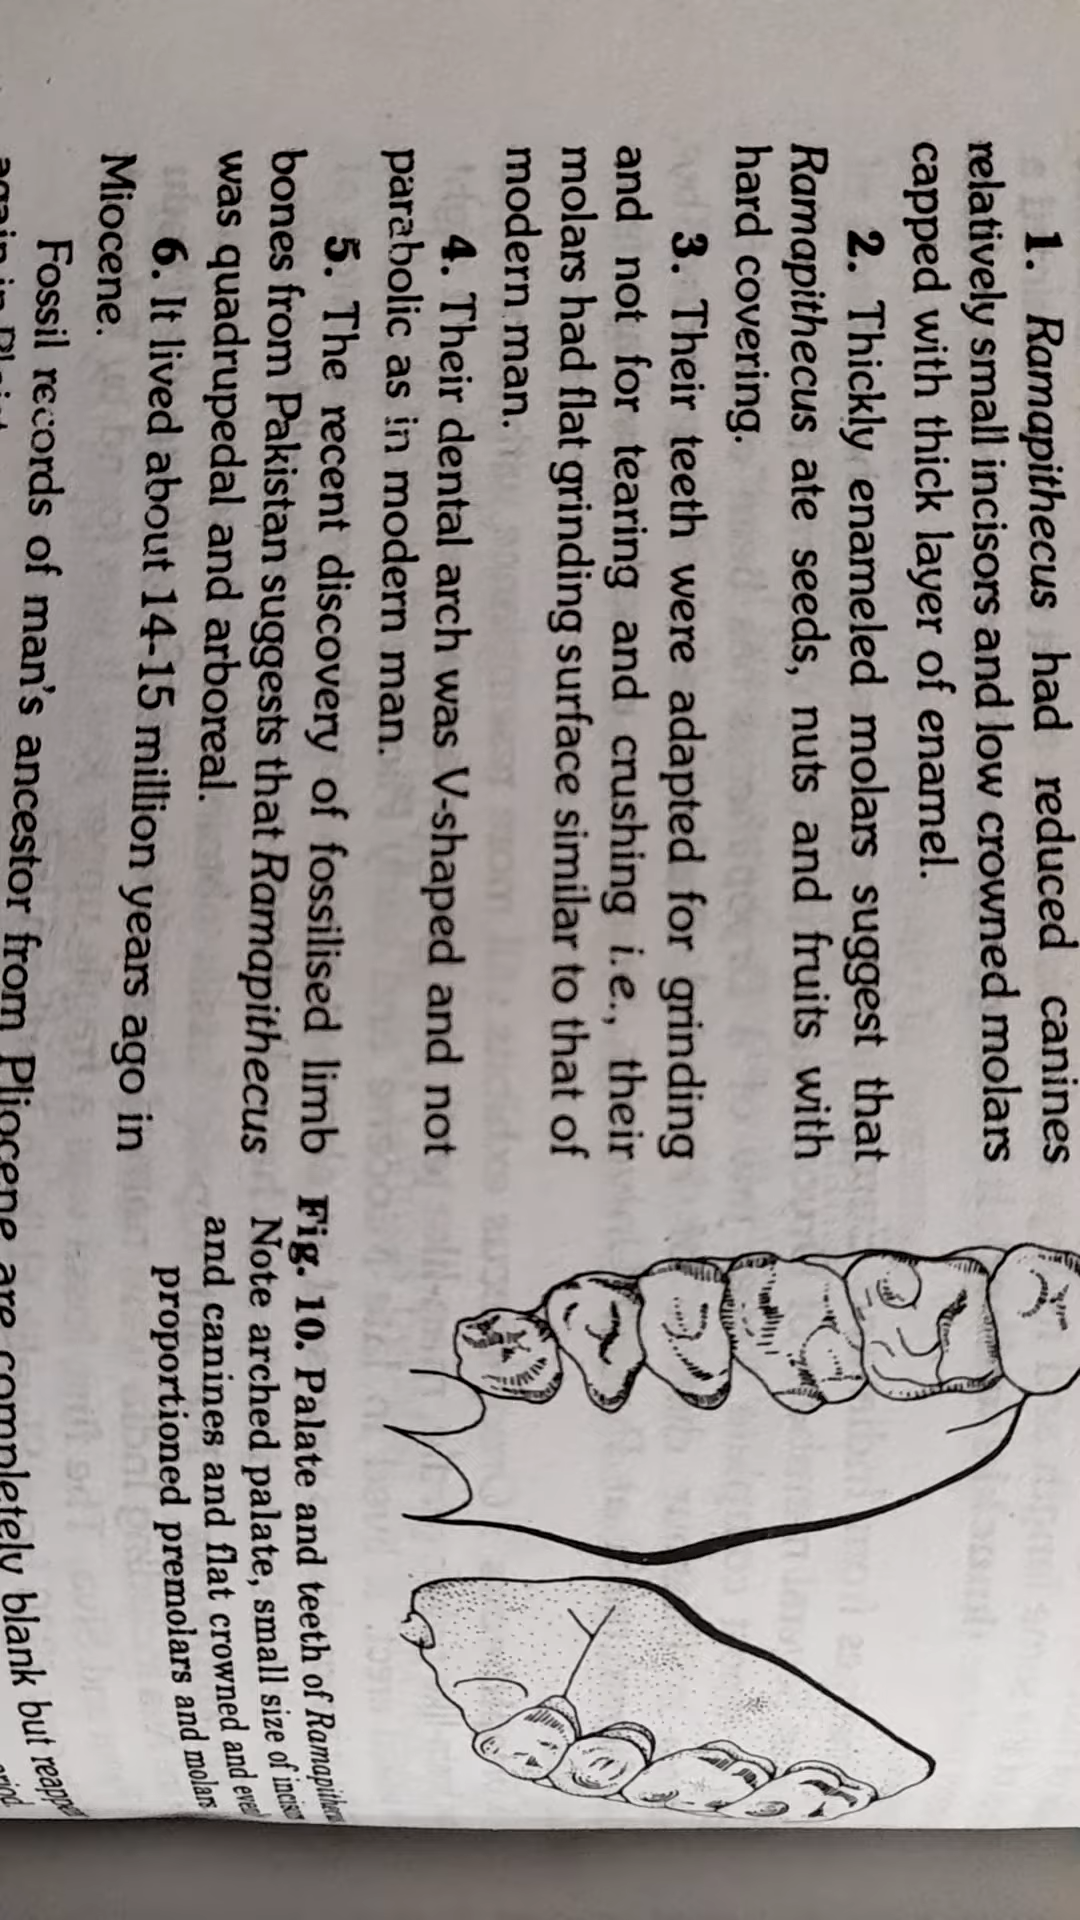 1. Ramapithecus had reduced canines
relatively small incisors and low crowned molars
capped with thick layer of enamel.
2. Thickly enameled molars suggest that
Ramapithecus ate seeds, nuts and fruits with
hard covering.
3. Their teeth were adapted for grinding
and not for tearing and crushing i.e., their
molars had flat grinding surface similar to that of
modern man.
4. Their dental arch was V-shaped and not
parabolic as in modern man.
5. The recent discovery of fossilised limb
bones from Pakistan suggests that Ramapithecus
was quadrupedal and arboreal.
6. It lived about 14-15 million years ago in
Miocene.
Fig. 10. Palate and teeth of
Note arched palate, small size of
and canines and flat crowned and
proportioned premolars and molars
Fossil records of man's ancestor from Pliocene are completely blank but
again in